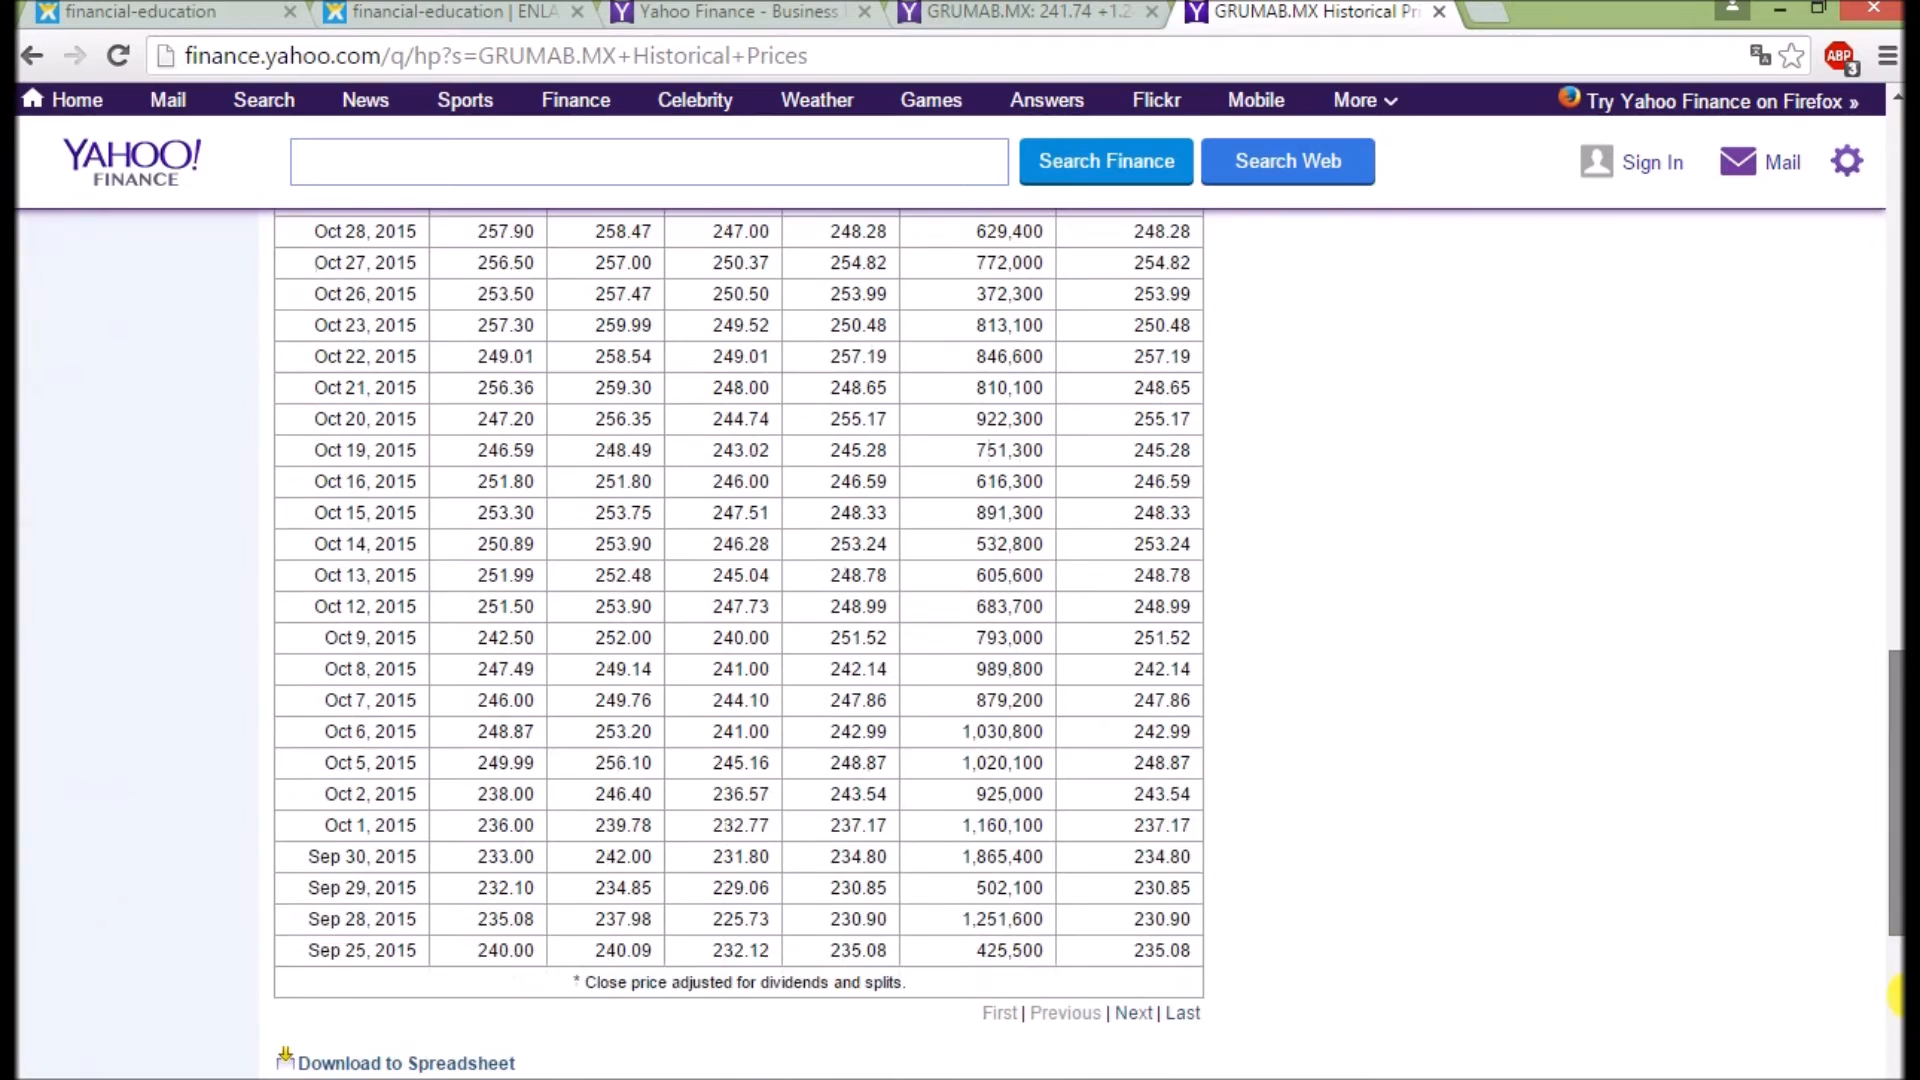 financial-education
financial-education | ENLA
Yahoo Finance - Business
GRUMAB.MX: 241.74 +1.2
GRUMAB.MX Historical Pri
finance.yahoo.com/q/hp?s=GRUMAB.MX+Historical+Prices
ABP
3
Home Mail Search News Sports Finance Celebrity Weather Games Answers Flickr Mobile More Try Yahoo Finance on Firefox »
YAHOO!
FINANCE
Search Finance
Search Web
Sign In
Mail
Oct 28, 2015 257.90 258.47 247.00 248.28 629,400 248.28
Oct 27, 2015 256.50 257.00 250.37 254.82 772,000 254.82
Oct 26, 2015 253.50 257.47 250.50 253.99 372,300 253.99
Oct 23, 2015 257.30 259.99 249.52 250.48 813,100 250.48
Oct 22, 2015 249.01 258.54 249.01 257.19 846,600 257.19
Oct 21, 2015 256.36 259.30 248.00 248.65 810,100 248.65
Oct 20, 2015 247.20 256.35 244.74 255.17 922,300 255.17
Oct 19, 2015 246.59 248.49 243.02 245.28 751,300 245.28
Oct 16, 2015 251.80 251.80 246.00 246.59 616,300 246.59
Oct 15, 2015 253.30 253.75 247.51 248.33 891,300 248.33
Oct 14, 2015 250.89 253.90 246.28 253.24 532,800 253.24
Oct 13, 2015 251.99 252.48 245.04 248.78 605,600 248.78
Oct 12, 2015 251.50 253.90 247.73 248.99 683,700 248.99
Oct 9, 2015 242.50 252.00 240.00 251.52 793,000 251.52
Oct 8, 2015 247.49 249.14 241.00 242.14 989,800 242.14
Oct 7, 2015 246.00 249.76 244.10 247.86 879,200 247.86
Oct 6, 2015 248.87 253.20 241.00 242.99 1,030,800 242.99
Oct 5, 2015 249.99 256.10 245.16 248.87 1,020,100 248.87
Oct 2, 2015 238.00 246.40 236.57 243.54 925,000 243.54
Oct 1, 2015 236.00 239.78 232.77 237.17 1,160,100 237.17
Sep 30, 2015 233.00 242.00 231.80 234.80 1,865,400 234.80
Sep 29, 2015 232.10 234.85 229.06 230.85 502,100 230.85
Sep 28, 2015 235.08 237.98 225.73 230.90 1,251,600 230.90
Sep 25, 2015 240.00 240.09 232.12 235.08 425,500 235.08
* Close price adjusted for dividends and splits.
First | Previous | Next | Last
Download to Spreadsheet